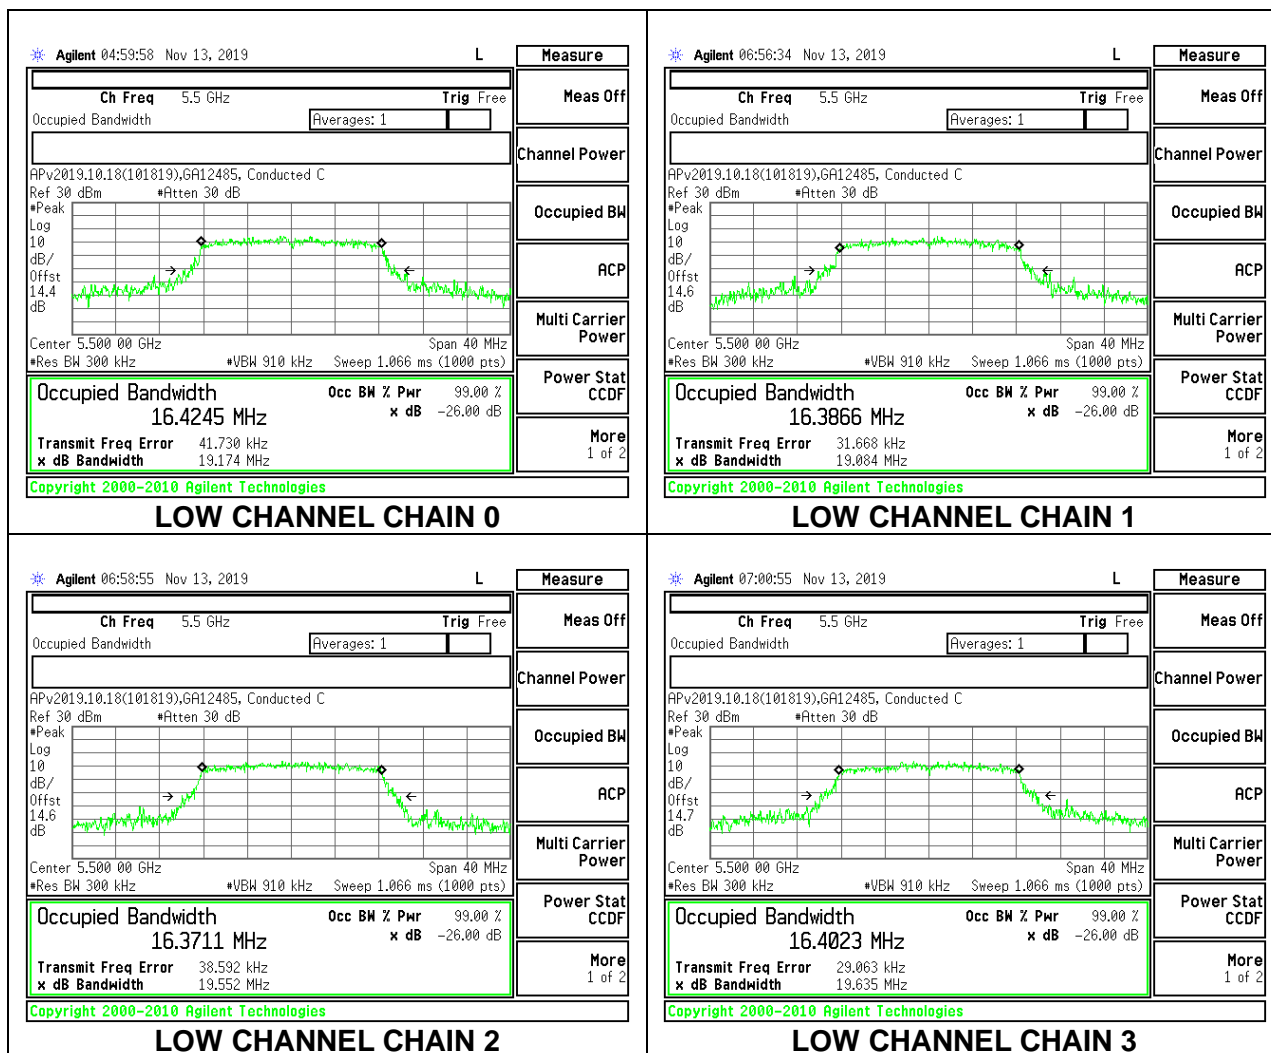 Agilent 04:59:58 Nov 13, 2019 L Measure
Ch Freq 5.5 GHz Trig Free
Meas Off
Occupied Bandwidth Averages: 1
Channel Power
APv2019.10.18(101819),GA12485, Conducted C
Ref 30 dBm #Atten 30 dB
#Peak
Log
10
dB/
Offst
14.4
dB
Occupied BW
ACP
Multi Carrier
Power
Center 5.500 00 GHz Span 40 MHz
#Res BW 300 kHz #VBW 910 kHz Sweep 1.066 ms (1000 pts)
Power Stat
CCDF
Occupied Bandwidth Occ BW % Pwr 99.00 %
16.4245 MHz x dB -26.00 dB
Transmit Freq Error 41.730 kHz
x dB Bandwidth 19.174 MHz
More
1 of 2
Copyright 2000-2010 Agilent Technologies
LOW CHANNEL CHAIN 0
Agilent 06:56:34 Nov 13, 2019 L Measure
Ch Freq 5.5 GHz Trig Free
Meas Off
Occupied Bandwidth Averages: 1
Channel Power
APv2019.10.18(101819),GA12485, Conducted C
Ref 30 dBm #Atten 30 dB
#Peak
Log
10
dB/
Offst
14.6
dB
Occupied BW
ACP
Multi Carrier
Power
Center 5.500 00 GHz Span 40 MHz
#Res BW 300 kHz #VBW 910 kHz Sweep 1.066 ms (1000 pts)
Power Stat
CCDF
Occupied Bandwidth Occ BW % Pwr 99.00 %
16.3866 MHz x dB -26.00 dB
Transmit Freq Error 31.668 kHz
x dB Bandwidth 19.084 MHz
More
1 of 2
Copyright 2000-2010 Agilent Technologies
LOW CHANNEL CHAIN 1
Agilent 06:58:55 Nov 13, 2019 L Measure
Ch Freq 5.5 GHz Trig Free
Meas Off
Occupied Bandwidth Averages: 1
Channel Power
APv2019.10.18(101819),GA12485, Conducted C
Ref 30 dBm #Atten 30 dB
#Peak
Log
10
dB/
Offst
14.6
dB
Occupied BW
ACP
Multi Carrier
Power
Center 5.500 00 GHz Span 40 MHz
#Res BW 300 kHz #VBW 910 kHz Sweep 1.066 ms (1000 pts)
Power Stat
CCDF
Occupied Bandwidth Occ BW % Pwr 99.00 %
16.3711 MHz x dB -26.00 dB
Transmit Freq Error 38.592 kHz
x dB Bandwidth 19.552 MHz
More
1 of 2
Copyright 2000-2010 Agilent Technologies
LOW CHANNEL CHAIN 2
Agilent 07:00:55 Nov 13, 2019 L Measure
Ch Freq 5.5 GHz Trig Free
Meas Off
Occupied Bandwidth Averages: 1
Channel Power
APv2019.10.18(101819),GA12485, Conducted C
Ref 30 dBm #Atten 30 dB
#Peak
Log
10
dB/
Offst
14.7
dB
Occupied BW
ACP
Multi Carrier
Power
Center 5.500 00 GHz Span 40 MHz
#Res BW 300 kHz #VBW 910 kHz Sweep 1.066 ms (1000 pts)
Power Stat
CCDF
Occupied Bandwidth Occ BW % Pwr 99.00 %
16.4023 MHz x dB -26.00 dB
Transmit Freq Error 29.063 kHz
x dB Bandwidth 19.635 MHz
More
1 of 2
Copyright 2000-2010 Agilent Technologies
LOW CHANNEL CHAIN 3